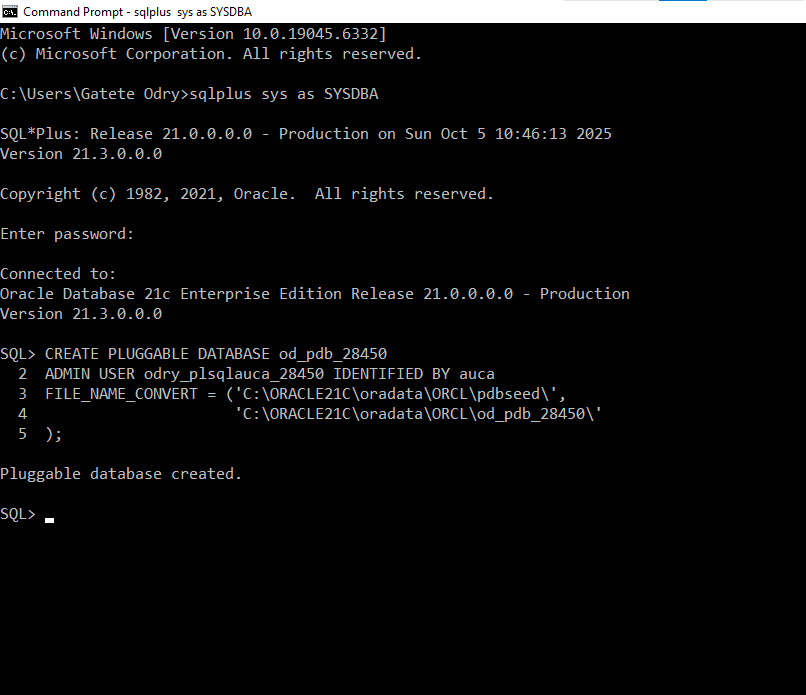 Command Prompt - sqlplus  sys as SYSDBA
Microsoft Windows [Version 10.0.19045.6332]
(c) Microsoft Corporation. All rights reserved.
C:\Users\Gatete Odry>sqlplus sys as SYSDBA
SQL*Plus: Release 21.0.0.0.0 - Production on Sun Oct 5 10:46:13 2025
Version 21.3.0.0.0
Copyright (c) 1982, 2021, Oracle.  All rights reserved.
Enter password:
Connected to:
Oracle Database 21c Enterprise Edition Release 21.0.0.0.0 - Production
Version 21.3.0.0.0
SQL> CREATE PLUGGABLE DATABASE od_pdb_28450
  2  ADMIN USER odry_plsqlauca_28450 IDENTIFIED BY auca
  3  FILE_NAME_CONVERT = ('C:\ORACLE21C\oradata\ORCL\pdbseed\',
  4                       'C:\ORACLE21C\oradata\ORCL\od_pdb_28450\'
  5  );
Pluggable database created.
SQL>